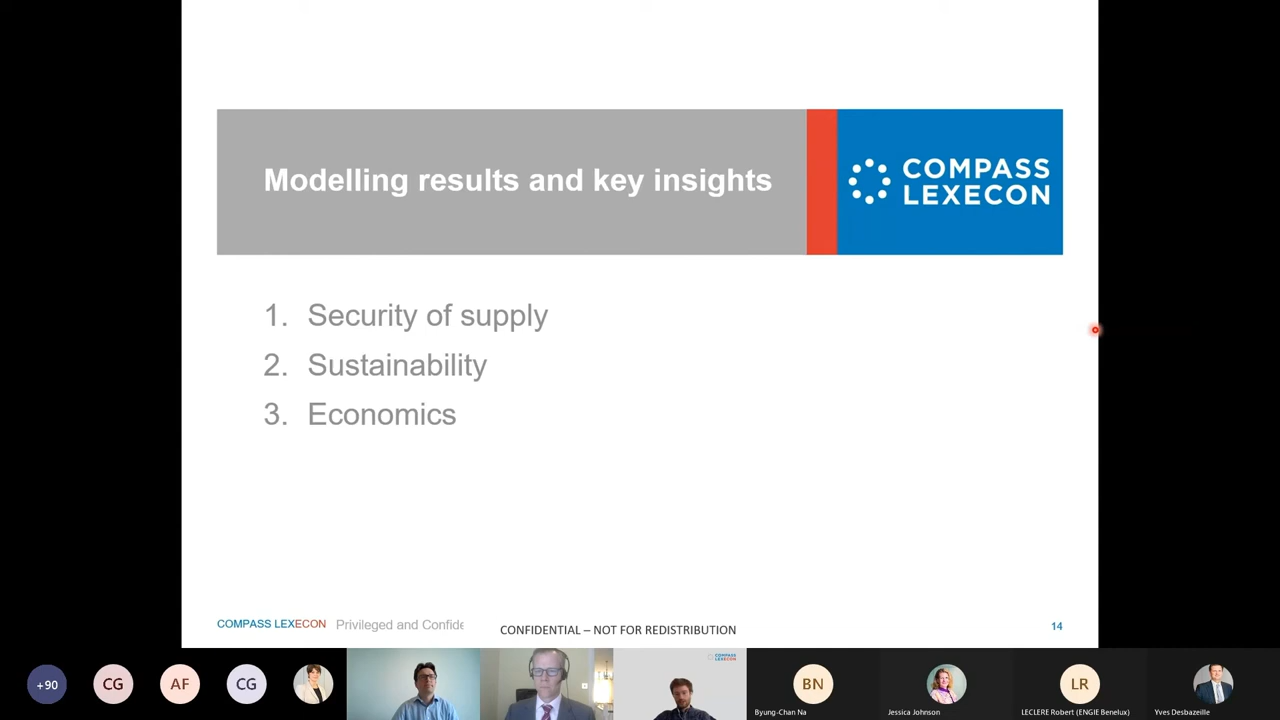 Modelling results and key insights
COMPASS
LEXECON
1. Security of supply
2. Sustainability
3. Economics
COMPASS LEXECON Privileged and Confide
CONFIDENTIAL – NOT FOR REDISTRIBUTION
14
+90
CG
AF
CG
COMPASS
LEXECON
BN
LR
Byung-Chan Na
Jessica Johnson
LECLERE Robert (ENGIE Benelux)
Yves Desbazeille